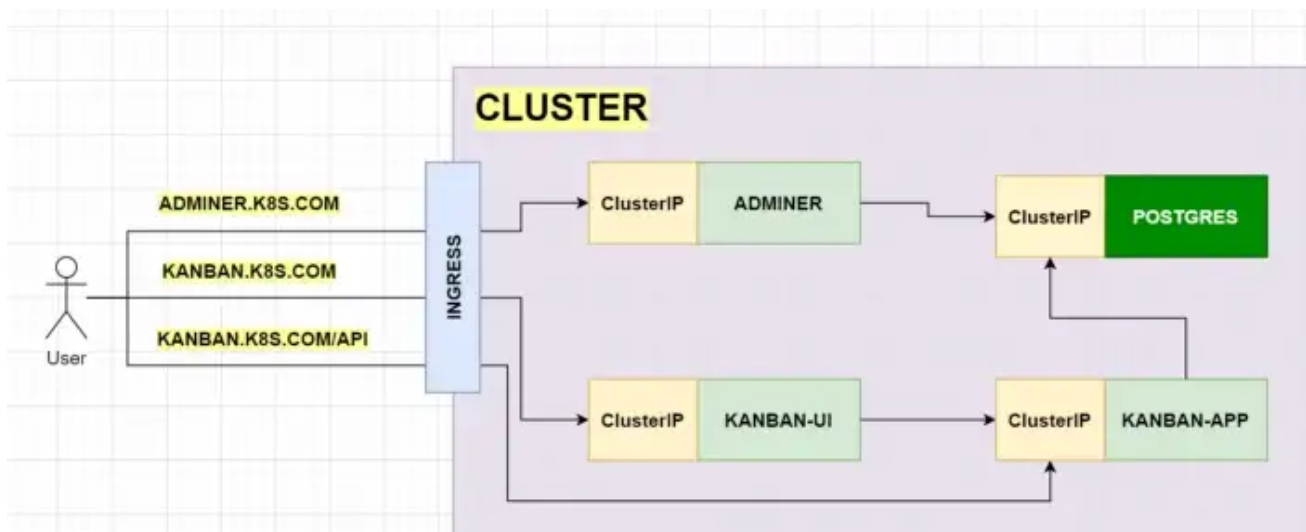 CLUSTER
ADMINER.K8S.COM
ClusterIP
ADMINER
ClusterIP
POSTGRES
KANBAN.K8S.COM
INGRESS
KANBAN.K8S.COM/API
User
ClusterIP
KANBAN-UI
ClusterIP
KANBAN-APP